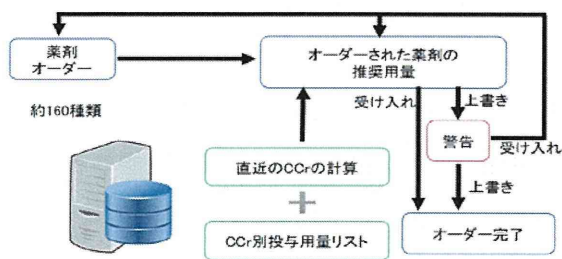 薬剤
オーダー
オーダーされた薬剤の
推奨用量
約160種類
受け入れ
上書き
警告
受け入れ
直近のCCrの計算
+
上書き
CCr別投与用量リスト
オーダー完了